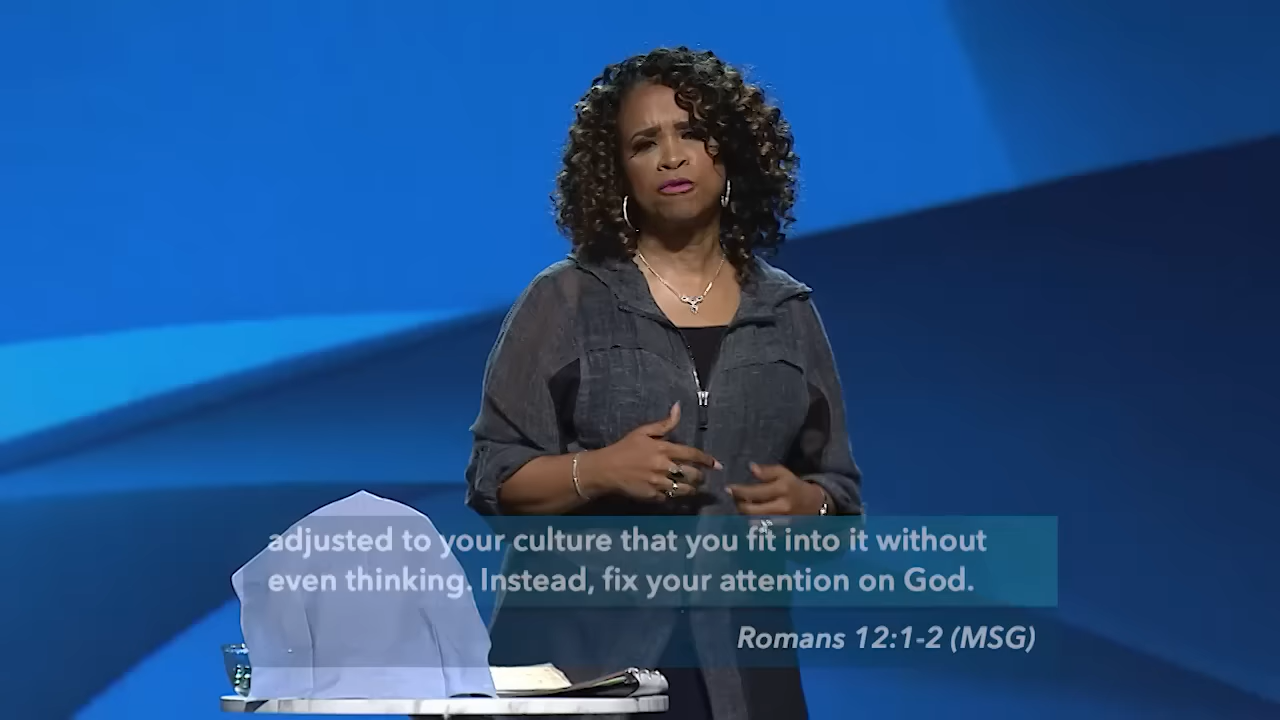 adjusted to your culture that you fit into it without
even thinking. Instead, fix your attention on God.
Romans 12:1-2 (MSG)